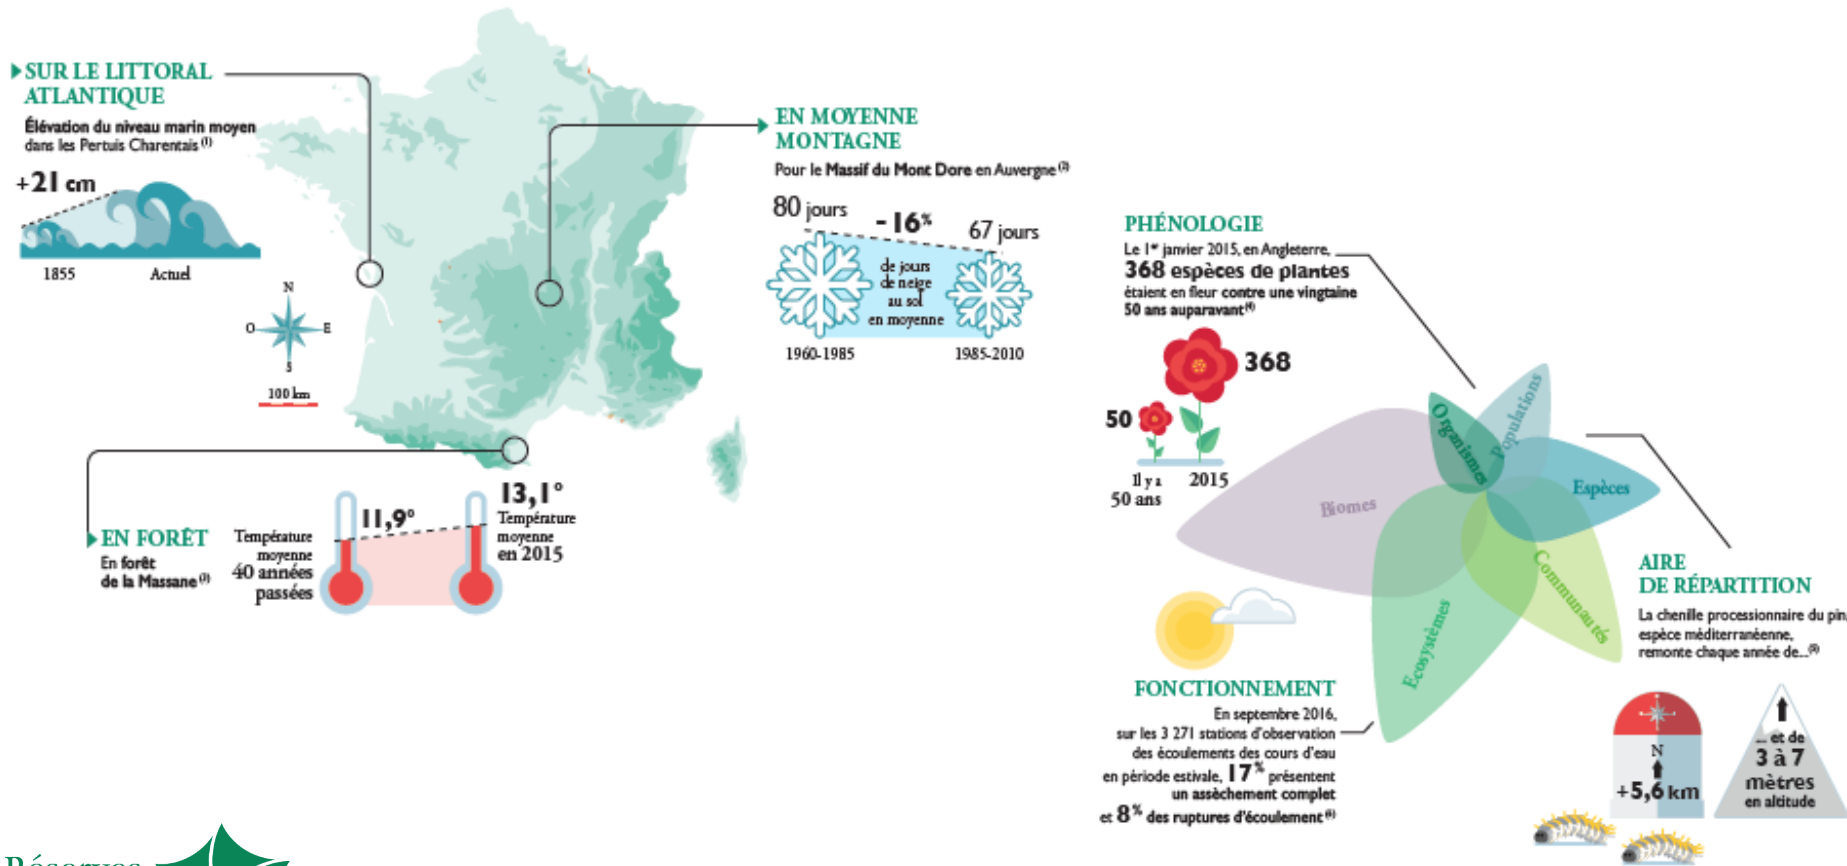 SUR LE LITTORAL
ATLANTIQUE
Élévation du niveau marin moyen
dans les Pertuis Charentais (1)
+21 cm
1855
Actuel
N
O
E
S
100 km
EN MOYENNE
MONTAGNE
Pour le Massif du Mont Dore en Auvergne (2)
80 jours
- 16%
67 jours
de jours
de neige
au sol
en moyenne
1960-1985
1985-2010
EN FORÊT
En forêt
de la Massane (3)
Température
moyenne
40 années
passées
11,9°
13,1°
Température
moyenne
en 2015
PHÉNOLOGIE
Le 1er janvier 2015, en Angleterre,
368 espèces de plantes
étaient en fleur contre une vingtaine
50 ans auparavant(4)
368
50
Il y a
50 ans
2015
Organismes
Populations
Espèces
Biomes
Communautés
Ecosystèmes
AIRE
DE RÉPARTITION
La chenille processionnaire du pin,
espèce méditerranéenne,
remonte chaque année de...(5)
N
+5,6 km
... et de
3 à 7
mètres
en altitude
FONCTIONNEMENT
En septembre 2016,
sur les 3 271 stations d'observation
des écoulements des cours d'eau
en période estivale, 17% présentent
un assèchement complet
et 8% des ruptures d'écoulement(6)
Réserves